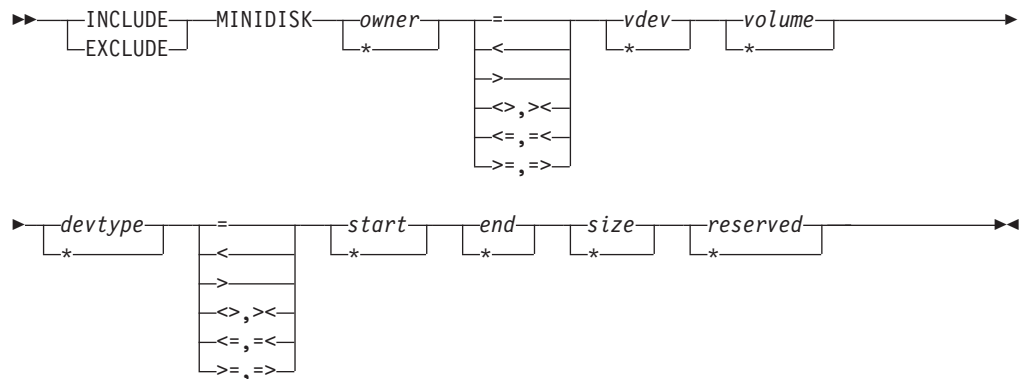 INCLUDE MINIDISK owner = vdev volume
EXCLUDE * < * *
>
<>,><
<=,=<
>=,=>
devtype = start end size reserved
* < * * * *
>
<>,><
<=,=<
>=,=>